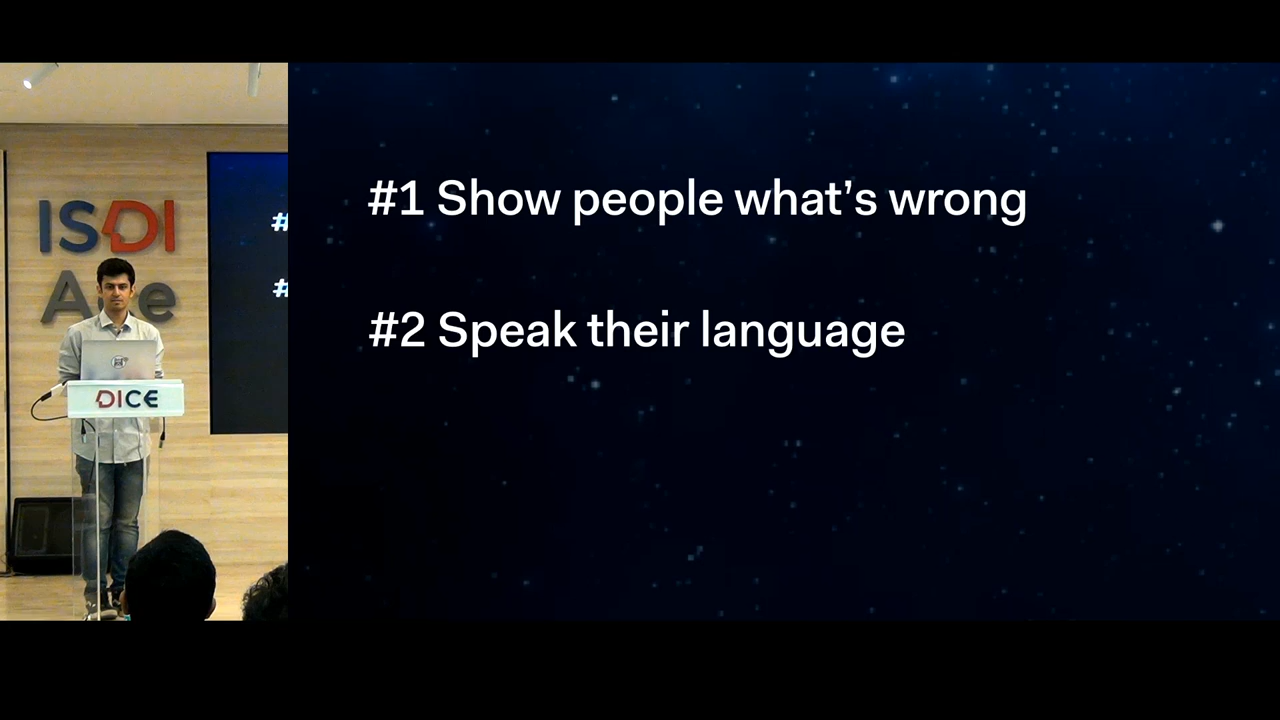 ISDI
#
#
DICE
#1 Show people what’s wrong
#2 Speak their language